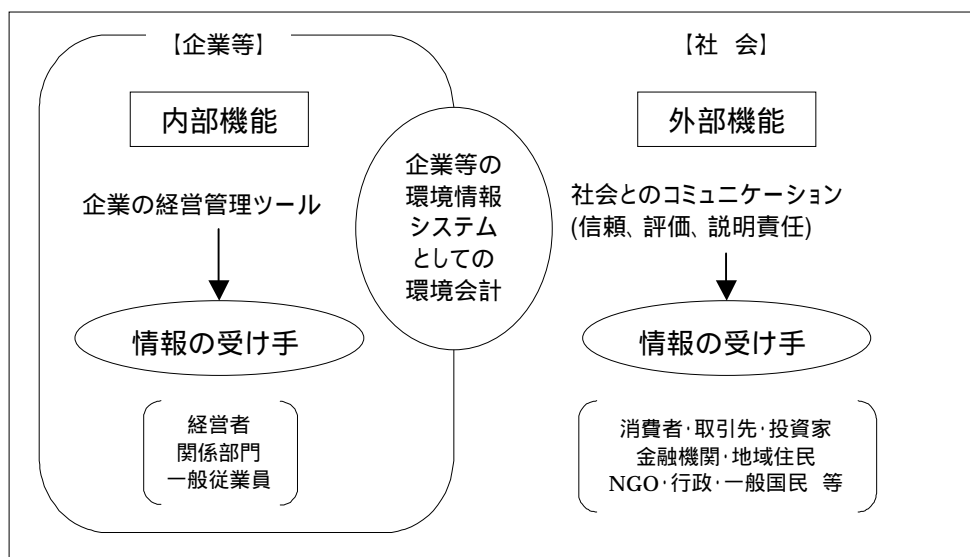 【企業等】
内部機能
企業の経営管理ツール
情報の受け手
経営者
関係部門
一般従業員
企業等の
環境情報
システム
としての
環境会計
【社 会】
外部機能
社会とのコミュニケーション
(信頼、評価、説明責任)
情報の受け手
消費者・取引先・投資家
金融機関・地域住民
NGO・行政・一般国民 等